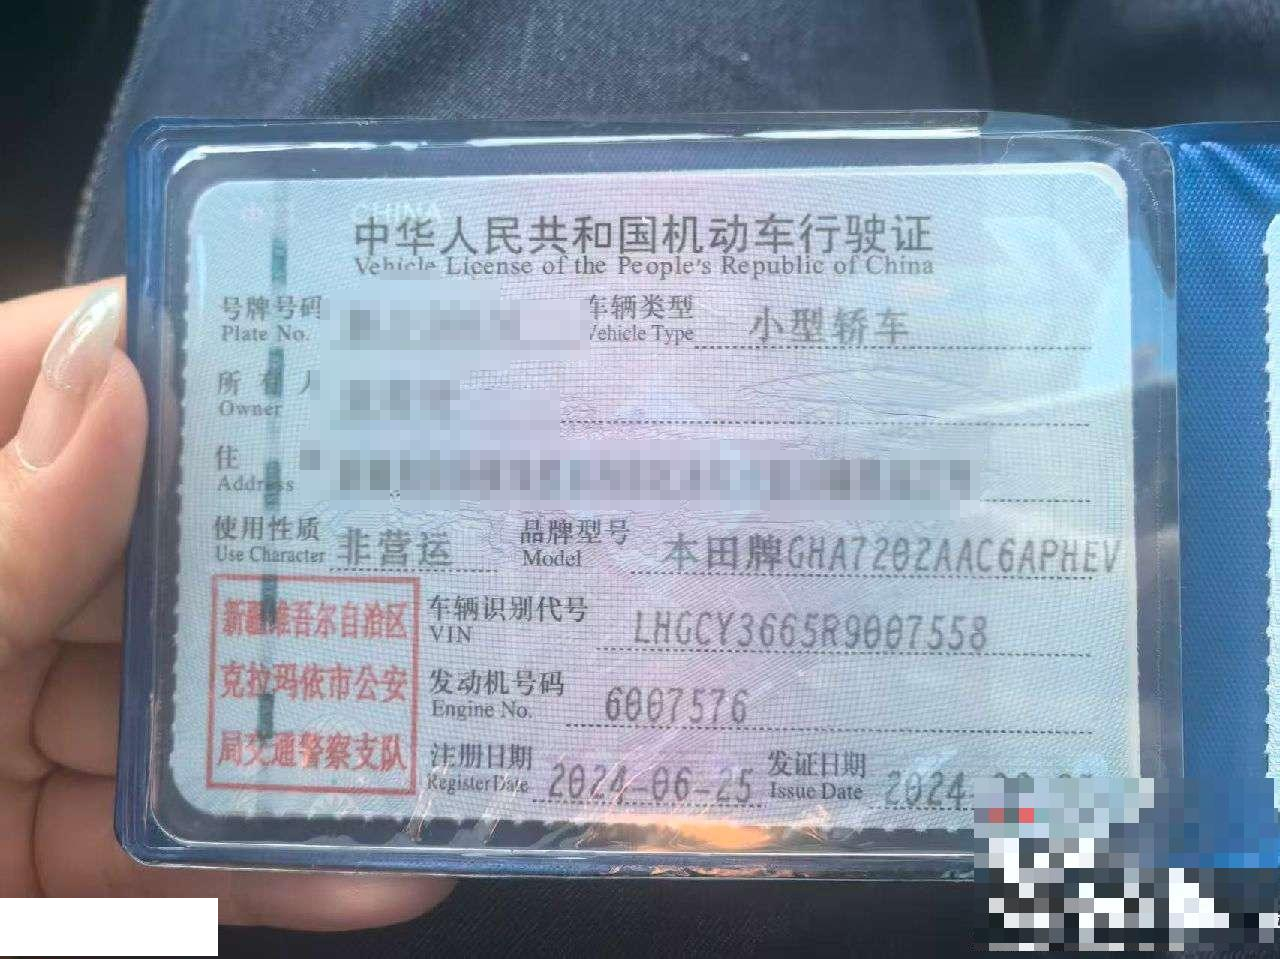 CHINA
中华人民共和国机动车行驶证
Vehicle License of the People's Republic of China
号牌号码 车辆类型 小型轿车
Plate No. Vehicle Type
所有人
Owner
住
Address
使用性质 非营运 品牌型号 本田牌GHA7202AAC6APHEV
Use Character Model
新疆维吾尔自治区
克拉玛依市公安
局交通警察支队
车辆识别代号 LHGCY3665R9007558
VIN
发动机号码 6007576
Engine No.
注册日期 2024-06-25 发证日期 2024-
Register Date Issue Date